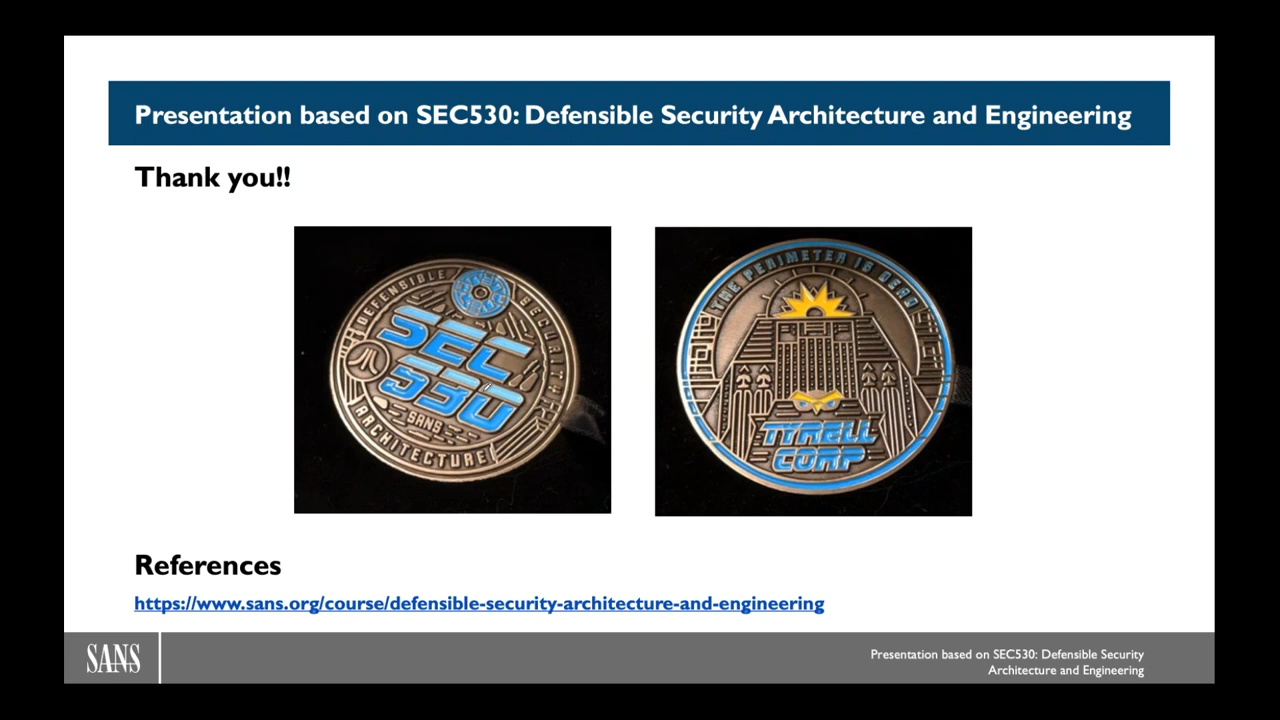 Presentation based on SEC530: Defensible Security Architecture and Engineering
Thank you!!
DEFENSIBLE
SECURITY
SEC
530
SANS
ARCHITECTURE
THE PERIMETER IS DEAD
TYRELL
CORP
References
https://www.sans.org/course/defensible-security-architecture-and-engineering
SANS
Presentation based on SEC530: Defensible Security
Architecture and Engineering